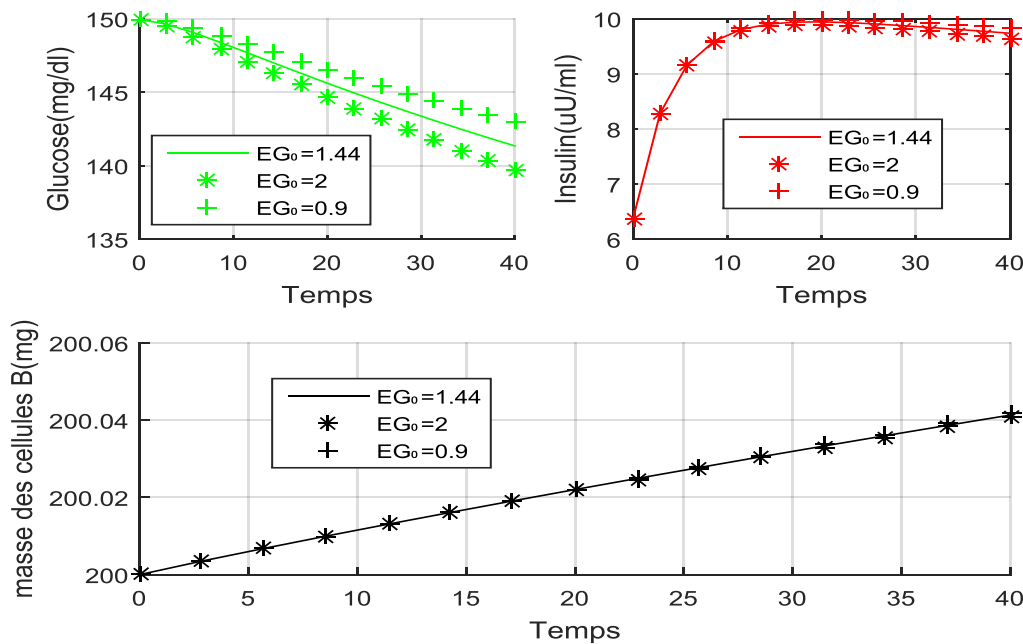 Glucose(mg/dl)
150
145
140
135
EG₀=1.44
EG₀=2
EG₀=0.9
0 10 20 30 40
Temps
Insulin(uU/ml)
10
9
8
7
6
EG₀=1.44
EG₀=2
EG₀=0.9
0 10 20 30 40
Temps
masse des cellules B(mg)
200.06
200.04
200.02
200
EG₀=1.44
EG₀=2
EG₀=0.9
0 5 10 15 20 25 30 35 40
Temps